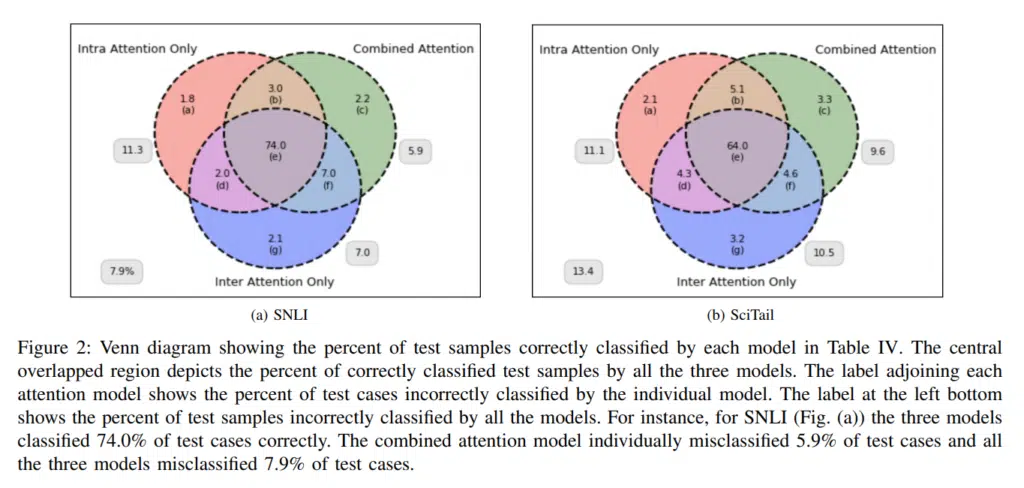 Intra Attention Only
Combined Attention
1.8
(a)
3.0
(b)
2.2
(c)
74.0
(e)
11.3
5.9
2.0
(d)
7.0
(f)
2.1
(g)
7.0
7.9%
Inter Attention Only
(a) SNLI
Intra Attention Only
Combined Attention
2.1
(a)
5.1
(b)
3.3
(c)
64.0
(e)
11.1
9.6
4.3
(d)
4.6
(f)
3.2
(g)
10.5
13.4
Inter Attention Only
(b) SciTail
Figure 2: Venn diagram showing the percent of test samples correctly classified by each model in Table IV. The central
overlapped region depicts the percent of correctly classified test samples by all the three models. The label adjoining each
attention model shows the percent of test cases incorrectly classified by the individual model. The label at the left bottom
shows the percent of test samples incorrectly classified by all the models. For instance, for SNLI (Fig. (a)) the three models
classified 74.0% of test cases correctly. The combined attention model individually misclassified 5.9% of test cases and all
the three models misclassified 7.9% of test cases.